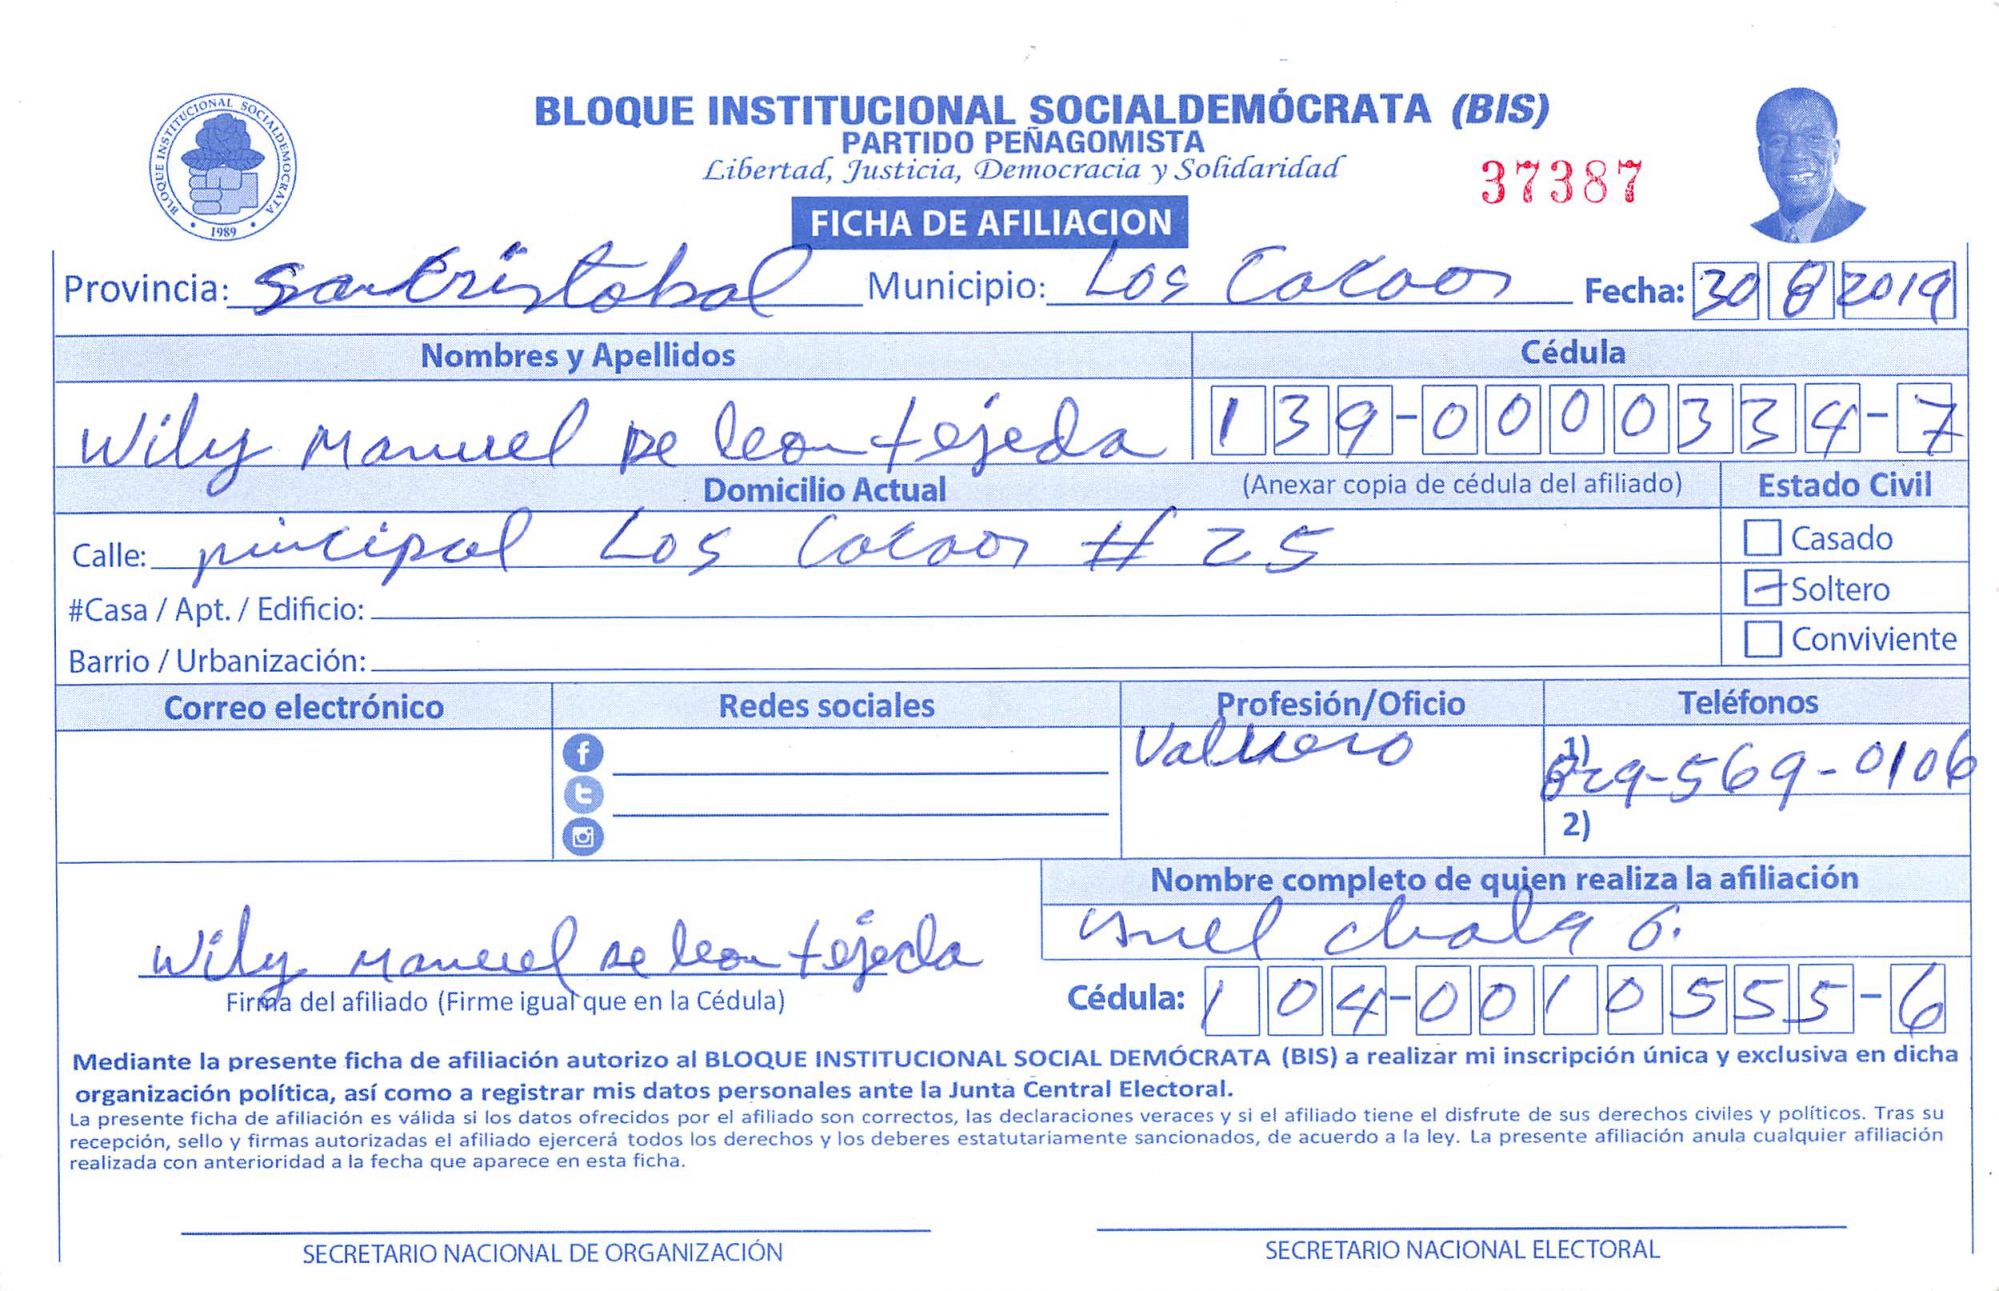 BLOQUE INSTITUCIONAL SOCIALDEMÓCRATA (BIS)
PARTIDO PEÑAGOMISTA
Libertad, Justicia, Democracia y Solidaridad
37387
BLOQUE INSTITUCIONAL SOCIALDEMOCRATA
1989
FICHA DE AFILIACION
Provincia: San Cristobal Municipio: Los Cacaos Fecha: 30 8 2019
Nombres y Apellidos Cédula
Wily Manuel De leon tejeda 139-0000334-7
Domicilio Actual (Anexar copia de cédula del afiliado) Estado Civil
Calle: principal Los Cacaos # 25
Casado
#Casa / Apt. / Edificio:
Soltero
Barrio / Urbanización:
Conviviente
Correo electrónico Redes sociales Profesión/Oficio Teléfonos
1) 829-569-0106
2)
Nombre completo de quien realiza la afiliación
chala G.
Wily Manuel De leon tejeda
Firma del afiliado (Firme igual que en la Cédula)
Cédula: 104-0010555-6
Mediante la presente ficha de afiliación autorizo al BLOQUE INSTITUCIONAL SOCIAL DEMÓCRATA (BIS) a realizar mi inscripción única y exclusiva en dicha
organización política, así como a registrar mis datos personales ante la Junta Central Electoral.
La presente ficha de afiliación es válida si los datos ofrecidos por el afiliado son correctos, las declaraciones veraces y si el afiliado tiene el disfrute de sus derechos civiles y políticos. Tras su
recepción, sello y firmas autorizadas el afiliado ejercerá todos los derechos y los deberes estatutariamente sancionados, de acuerdo a la ley. La presente afiliación anula cualquier afiliación
realizada con anterioridad a la fecha que aparece en esta ficha.
SECRETARIO NACIONAL DE ORGANIZACIÓN SECRETARIO NACIONAL ELECTORAL